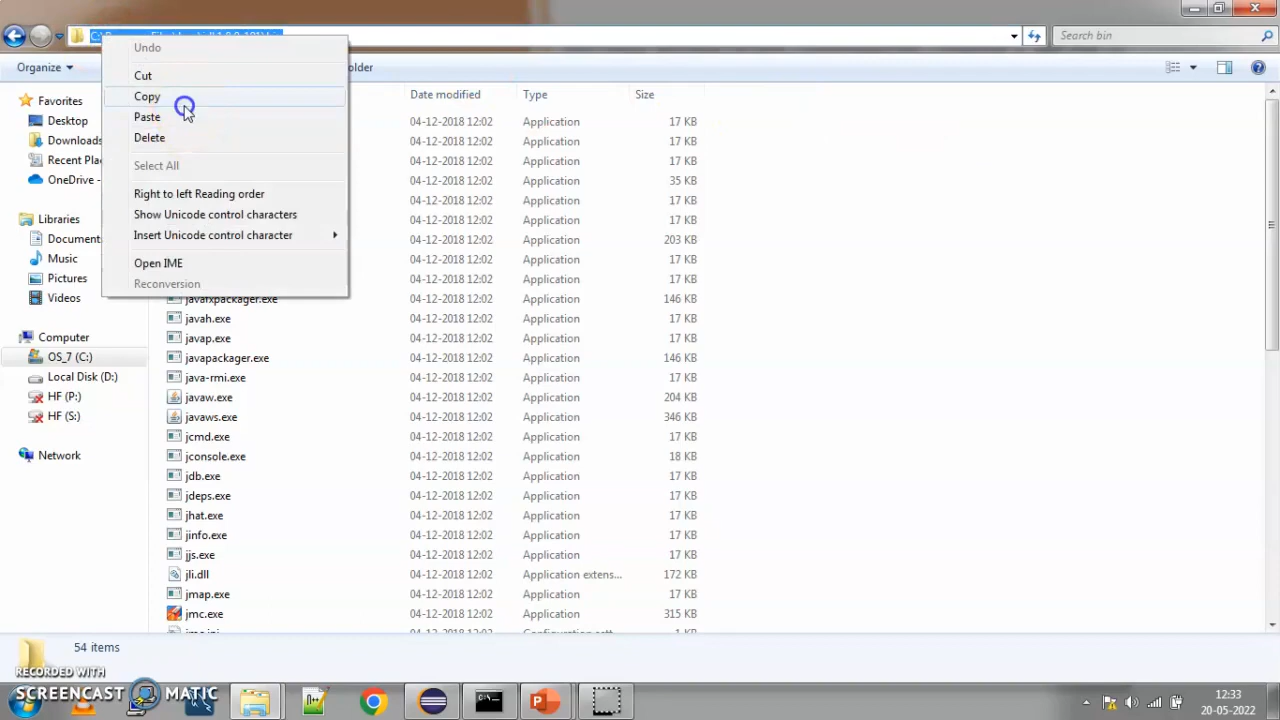 Search bin
Undo
Organize
older
Cut
Copy
Date modified
Type
Size
Favorites
Paste
04-12-2018 12:02
Application
17 KB
Desktop
Delete
04-12-2018 12:02
Application
17 KB
Downloads
04-12-2018 12:02
Application
17 KB
Recent Pla
Select All
04-12-2018 12:02
Application
35 KB
OneDrive -
Right to left Reading order
04-12-2018 12:02
Application
17 KB
Libraries
Show Unicode control characters
04-12-2018 12:02
Application
17 KB
Document
Insert Unicode control character
04-12-2018 12:02
Application
203 KB
Music
Open IME
04-12-2018 12:02
Application
17 KB
Pictures
Reconversion
04-12-2018 12:02
Application
17 KB
Videos
javafxpackager.exe
04-12-2018 12:02
Application
146 KB
javah.exe
04-12-2018 12:02
Application
17 KB
Computer
javap.exe
04-12-2018 12:02
Application
17 KB
OS_7 (C:)
javapackager.exe
04-12-2018 12:02
Application
146 KB
Local Disk (D:)
java-rmi.exe
04-12-2018 12:02
Application
17 KB
HF (P:)
javaw.exe
04-12-2018 12:02
Application
204 KB
HF (S:)
javaws.exe
04-12-2018 12:02
Application
346 KB
jcmd.exe
04-12-2018 12:02
Application
17 KB
Network
jconsole.exe
04-12-2018 12:02
Application
18 KB
jdb.exe
04-12-2018 12:02
Application
17 KB
jdeps.exe
04-12-2018 12:02
Application
17 KB
jhat.exe
04-12-2018 12:02
Application
17 KB
jinfo.exe
04-12-2018 12:02
Application
17 KB
jjs.exe
04-12-2018 12:02
Application
17 KB
jli.dll
04-12-2018 12:02
Application extens...
172 KB
jmap.exe
04-12-2018 12:02
Application
17 KB
jmc.exe
04-12-2018 12:02
Application
315 KB
54 items
RECORDED WITH
SCREENCAST MATIC
12:33
20-05-2022